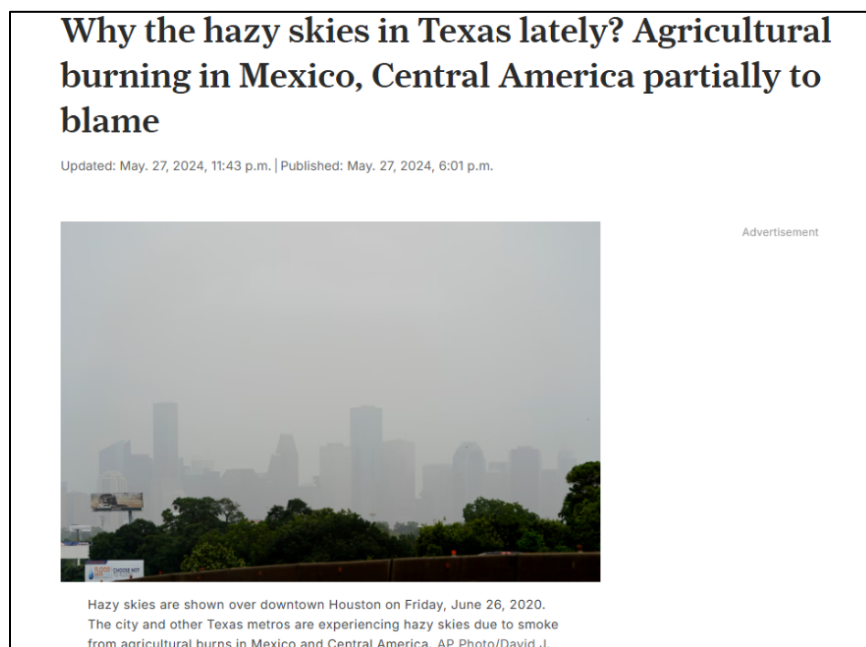 Why the hazy skies in Texas lately? Agricultural
burning in Mexico, Central America partially to
blame
Updated: May. 27, 2024, 11:43 p.m. | Published: May. 27, 2024, 6:01 p.m.
Advertisement
CHOOSE NOT
Hazy skies are shown over downtown Houston on Friday, June 26, 2020.
The city and other Texas metros are experiencing hazy skies due to smoke
from agricultural burns in Mexico and Central America. AP Photo/David J.